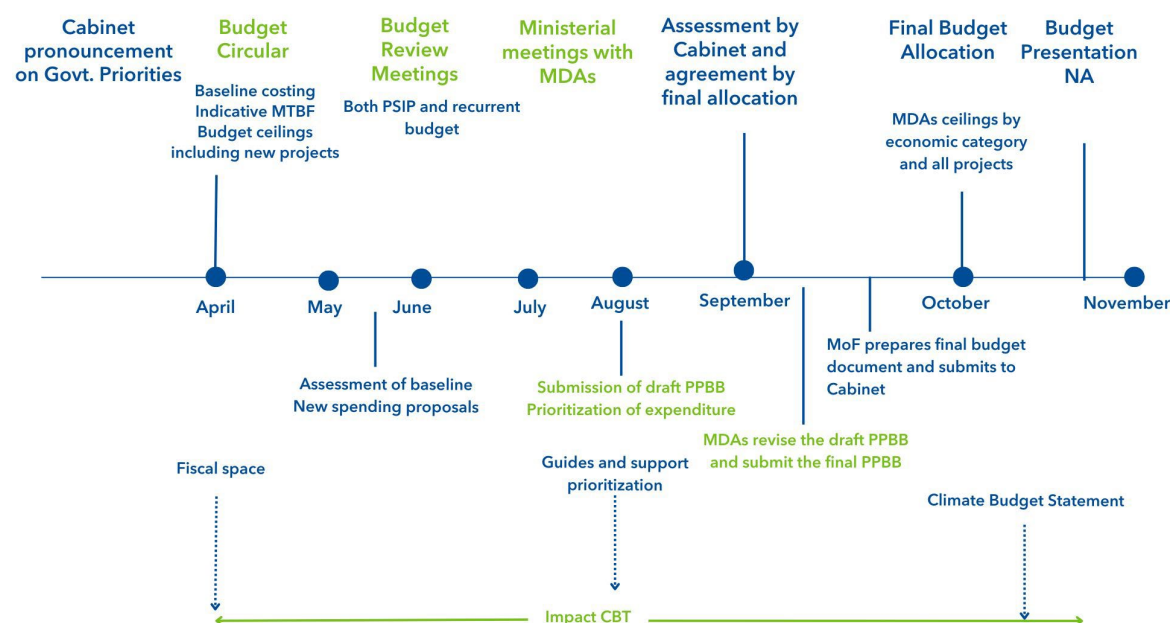 Cabinet
pronouncement
on Govt. Priorities
Budget
Circular
Baseline costing
Indicative MTBF
Budget ceilings
including new projects
Budget
Review
Meetings
Both PSIP and recurrent
budget
Ministerial
meetings with
MDAs
Assessment by
Cabinet and
agreement by
final allocation
Final Budget
Allocation
MDAs ceilings by
economic category
and all projects
Budget
Presentation
NA
April
May
June
July
August
September
October
November
Assessment of baseline
New spending proposals
Submission of draft PPBB
Prioritization of expenditure
MDAs revise the draft PPBB
and submit the final PPBB
MoF prepares final budget
document and submits to
Cabinet
Fiscal space
Guides and support
prioritization
Climate Budget Statement
Impact CBT